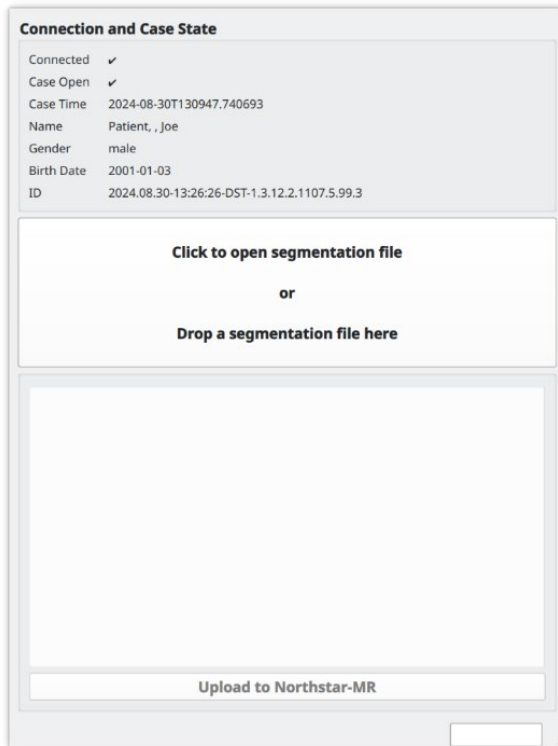 Connection and Case State
Connected ✔
Case Open ✔
Case Time 2024-08-30T130947.740693
Name Patient, , Joe
Gender male
Birth Date 2001-01-03
ID 2024.08.30-13:26:26-DST-1.3.12.2.1107.5.99.3
Click to open segmentation file
or
Drop a segmentation file here
Upload to Northstar-MR